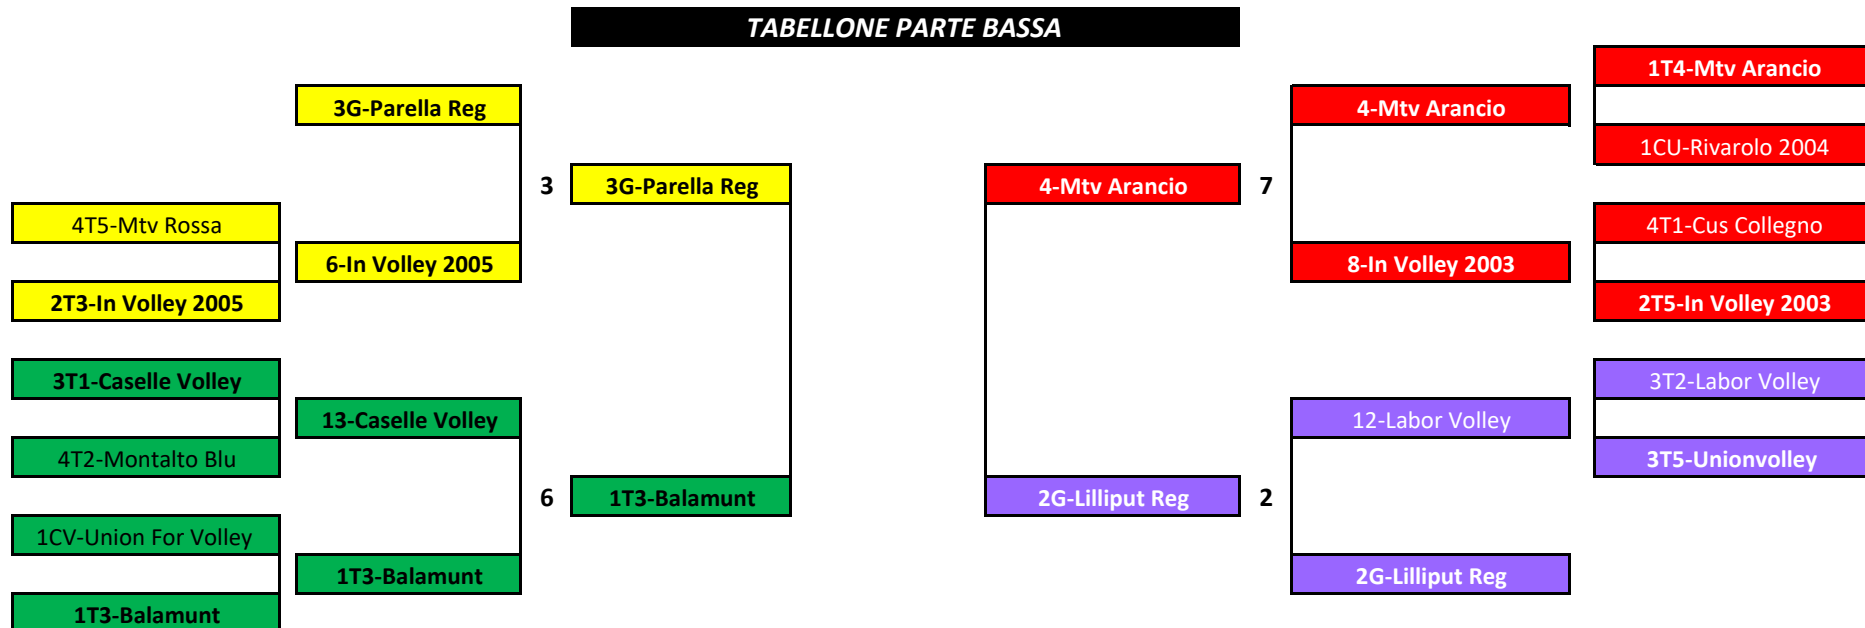 TABELLONE PARTE BASSA
1T4-Mtv Arancio
3G-Parella Reg
4-Mtv Arancio
1CU-Rivarolo 2004
3
3G-Parella Reg
4-Mtv Arancio
7
4T5-Mtv Rossa
4T1-Cus Collegno
6-In Volley 2005
8-In Volley 2003
2T3-In Volley 2005
2T5-In Volley 2003
3T1-Caselle Volley
3T2-Labor Volley
13-Caselle Volley
12-Labor Volley
4T2-Montalto Blu
3T5-Unionvolley
6
1T3-Balamunt
2G-Lilliput Reg
2
1CV-Union For Volley
1T3-Balamunt
2G-Lilliput Reg
1T3-Balamunt